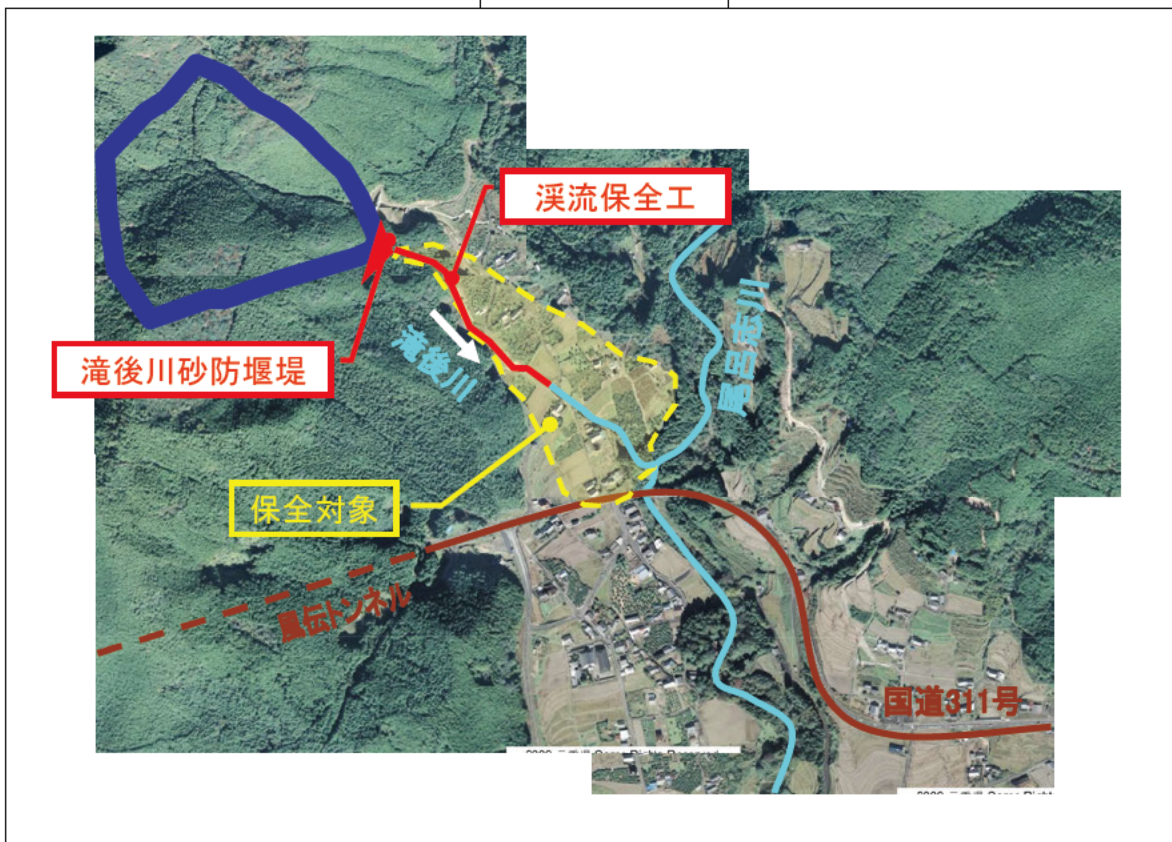 渓流保全工
滝後川砂防堰堤
滝後川
尾呂志川
保全対象
風伝トンネル
国道311号